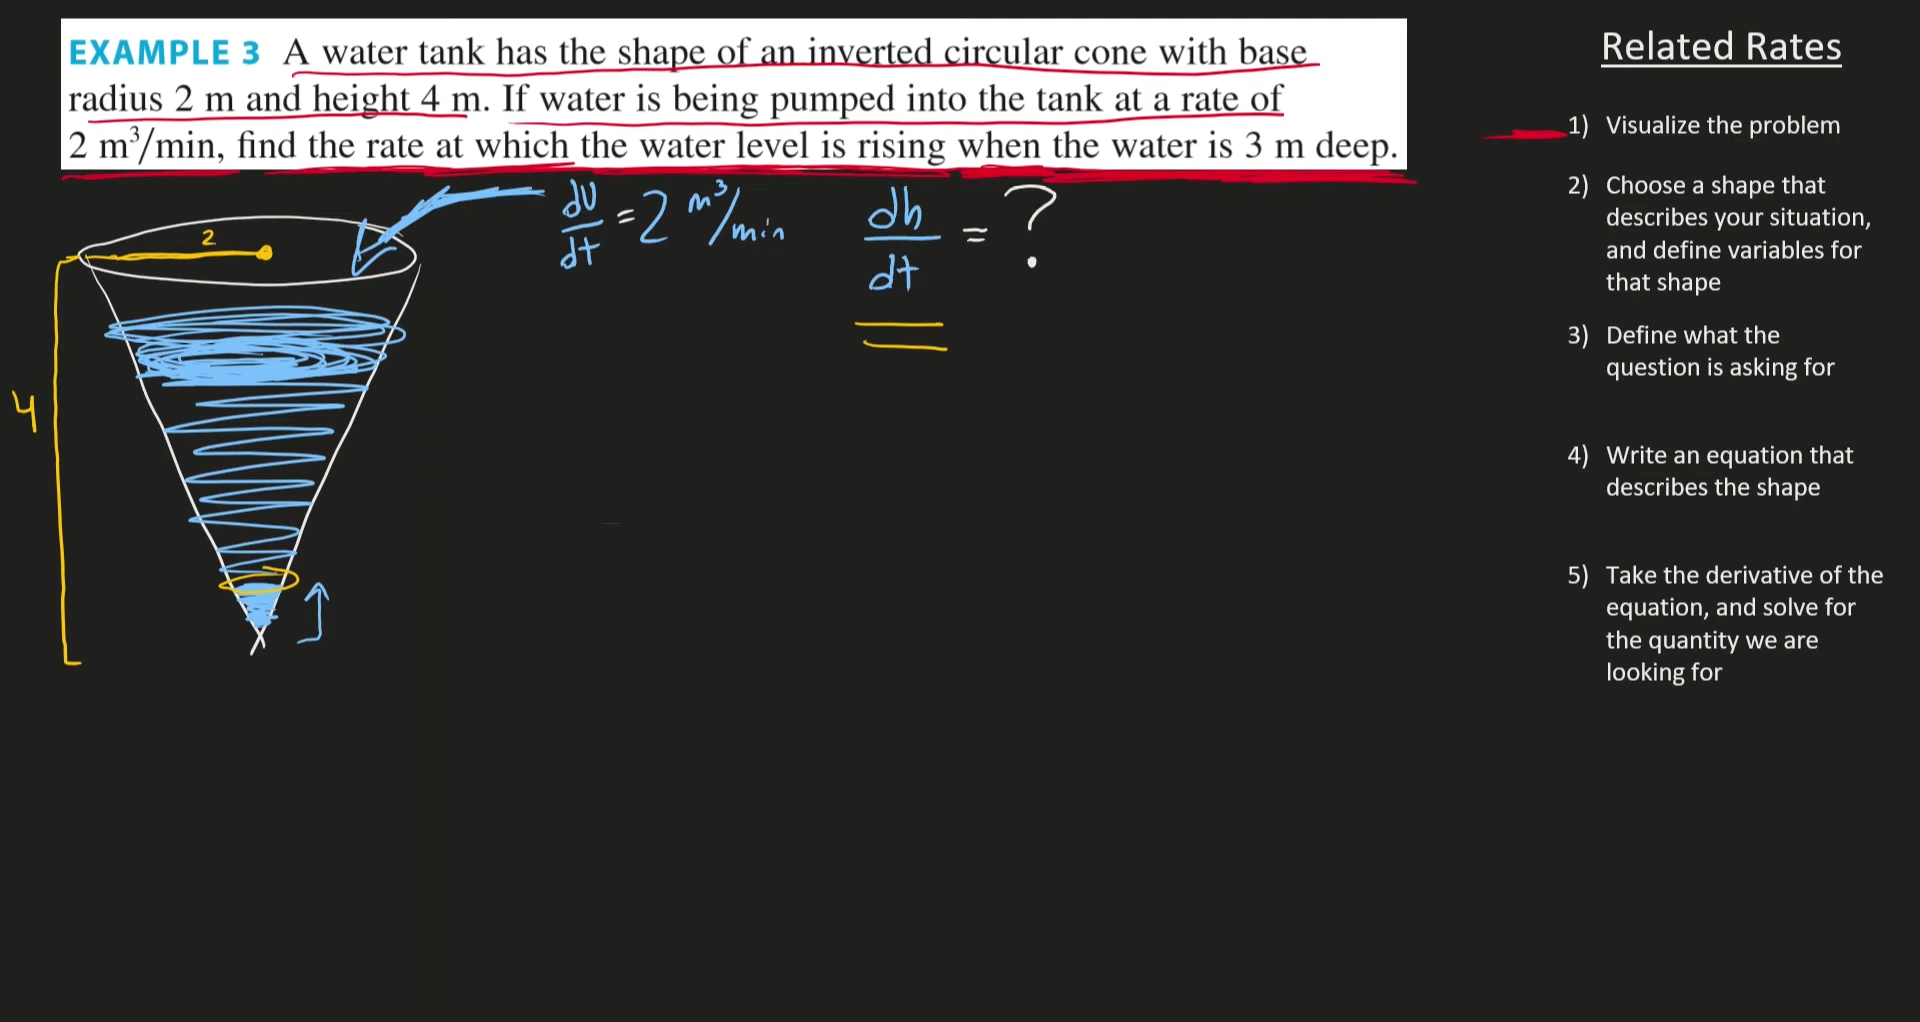 EXAMPLE 3 A water tank has the shape of an inverted circular cone with base
radius 2 m and height 4 m. If water is being pumped into the tank at a rate of
2 m³/min, find the rate at which the water level is rising when the water is 3 m deep.
dV/dt = 2 m³/min
dh/dt = ?
2
4
Related Rates
1) Visualize the problem
2) Choose a shape that
describes your situation,
and define variables for
that shape
3) Define what the
question is asking for
4) Write an equation that
describes the shape
5) Take the derivative of the
equation, and solve for
the quantity we are
looking for